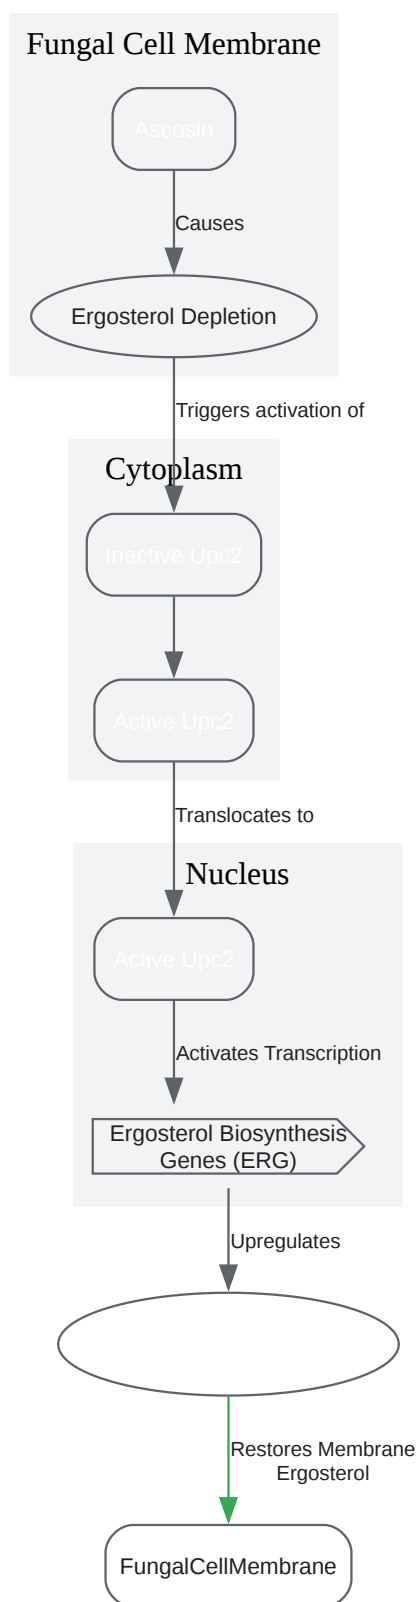 Fungal Cell Membrane
Ascosin
Causes
Ergosterol Depletion
Triggers activation of
Cytoplasm
Inactive Upc2
Active Upc2
Translocates to
Nucleus
Active Upc2
Activates Transcription
Ergosterol Biosynthesis
Genes (ERG)
Upregulates
Restores Membrane
Ergosterol
FungalCellMembrane